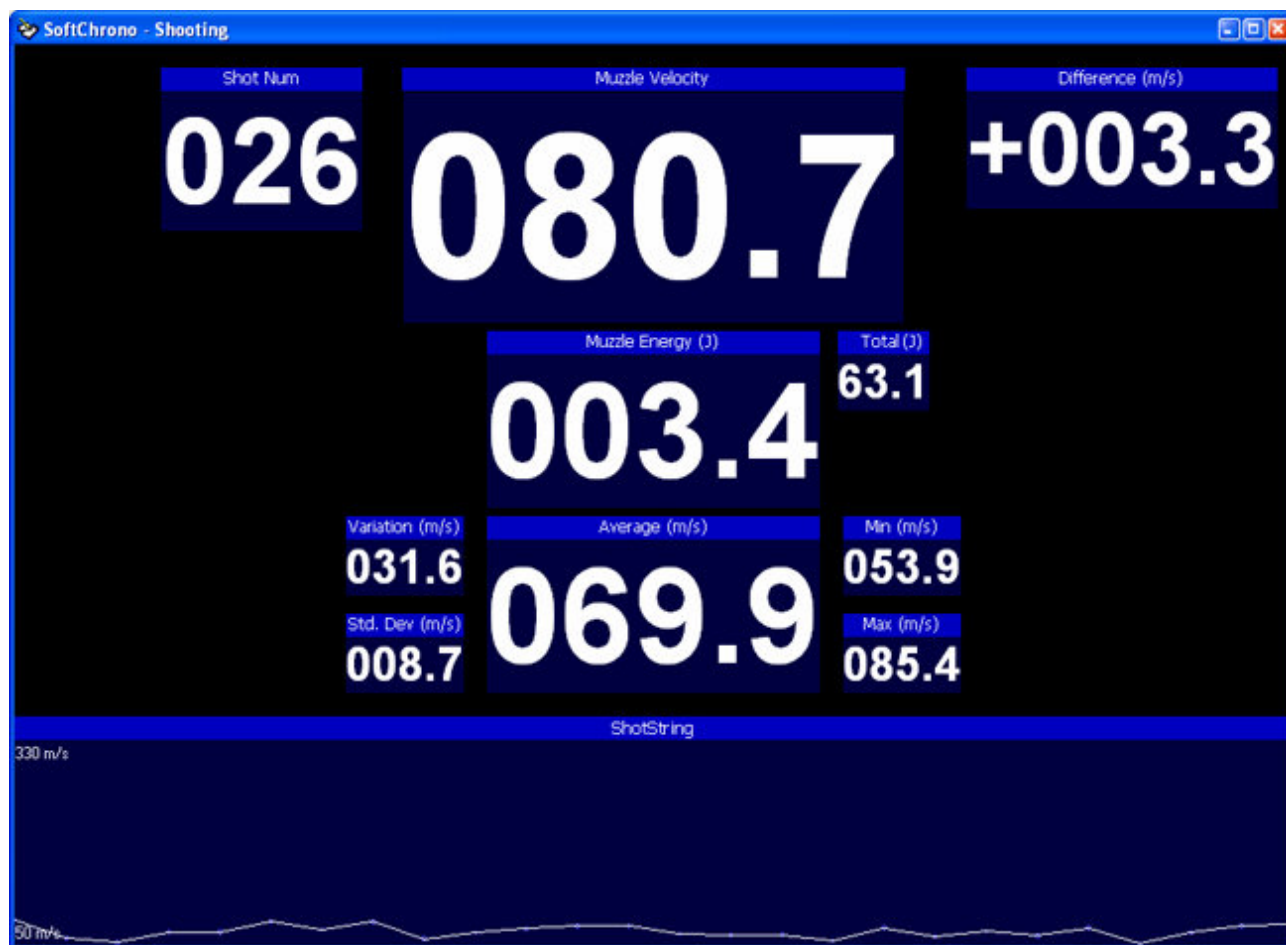 SoftChrono - Shooting
Shot Num
026
Muzzle Velocity
080.7
Difference (m/s)
+003.3
Muzzle Energy (J)
003.4
Total (J)
63.1
Variation (m/s)
031.6
Average (m/s)
069.9
Min (m/s)
053.9
Std. Dev (m/s)
008.7
Max (m/s)
085.4
ShotString
330 m/s
50 m/s